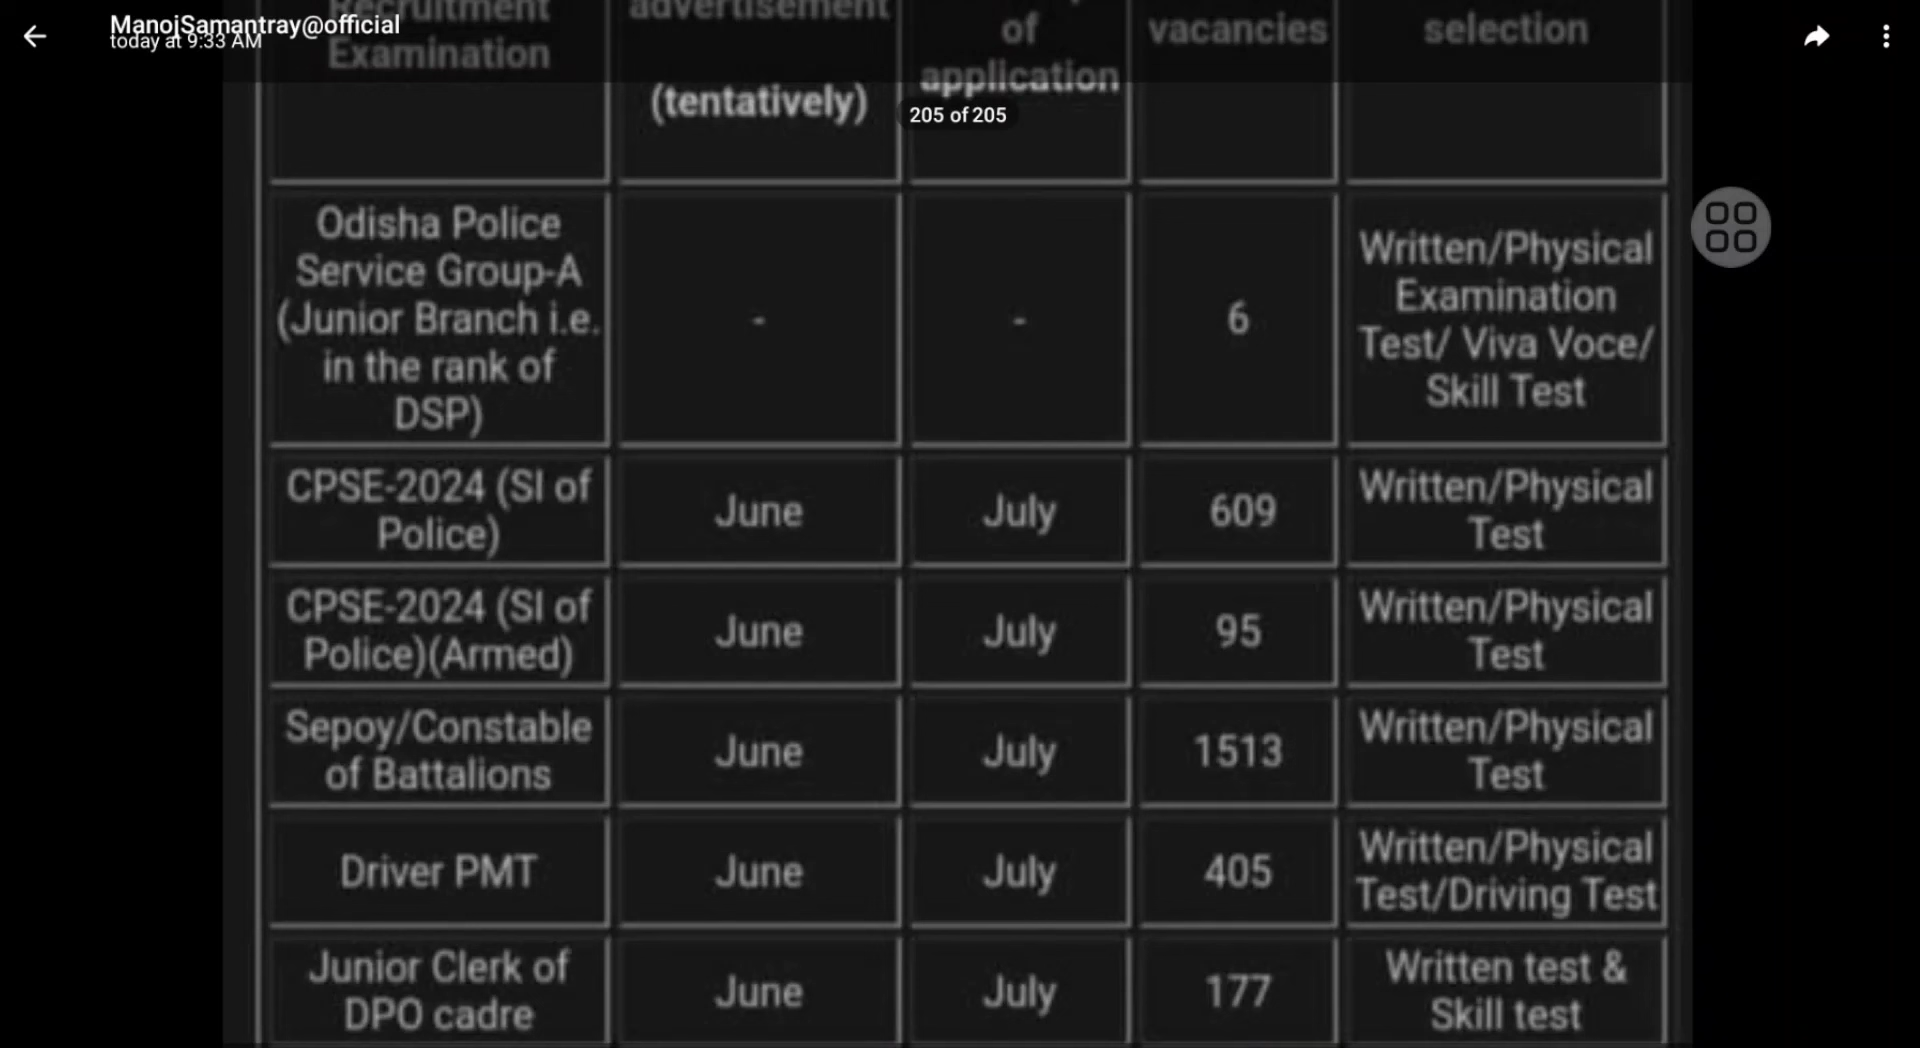 ManojSamantray@official
today at 9:33 AM
205 of 205
Recruitment
Examination
advertisement
(tentatively)
of
application
vacancies
selection
Odisha Police
Service Group-A
(Junior Branch i.e.
in the rank of
DSP)
-
-
6
Written/Physical
Examination
Test/ Viva Voce/
Skill Test
CPSE-2024 (SI of
Police)
June
July
609
Written/Physical
Test
CPSE-2024 (SI of
Police)(Armed)
June
July
95
Written/Physical
Test
Sepoy/Constable
of Battalions
June
July
1513
Written/Physical
Test
Driver PMT
June
July
405
Written/Physical
Test/Driving Test
Junior Clerk of
DPO cadre
June
July
177
Written test &
Skill test